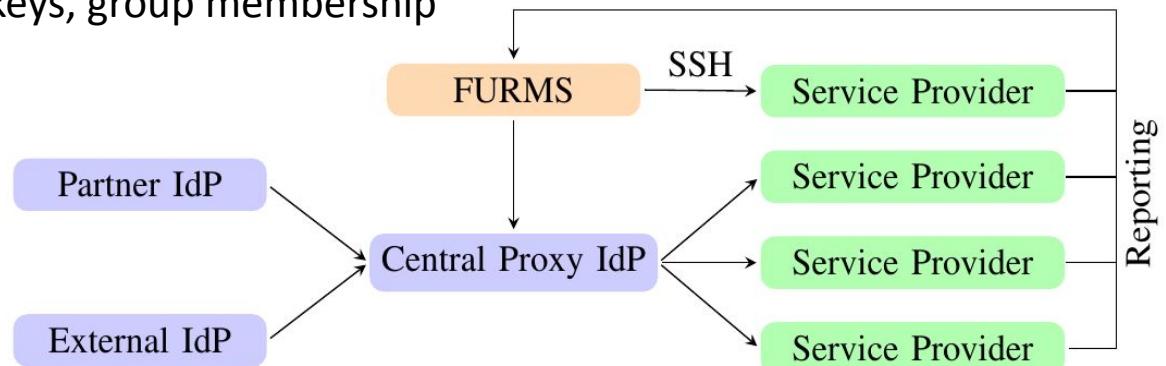 keys, group membership
FURMS
SSH
Service Provider
Partner IdP
Service Provider
Central Proxy IdP
Service Provider
External IdP
Service Provider
Reporting